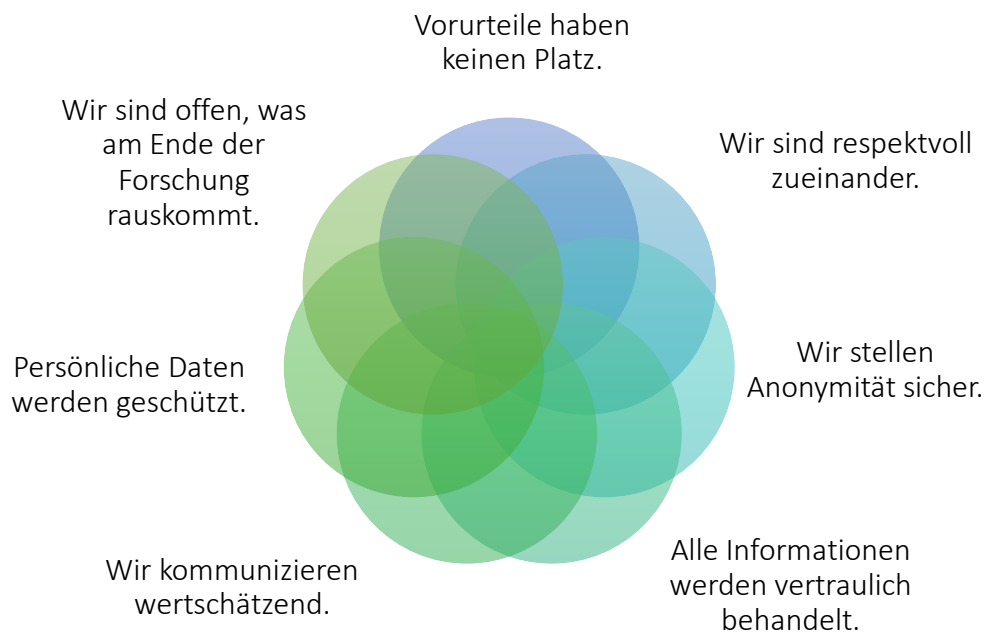 Vorurteile haben
keinen Platz.
Wir sind respektvoll
zueinander.
Wir stellen
Anonymität sicher.
Alle Informationen
werden vertraulich
behandelt.
Wir kommunizieren
wertschätzend.
Persönliche Daten
werden geschützt.
Wir sind offen, was
am Ende der
Forschung
rauskommt.